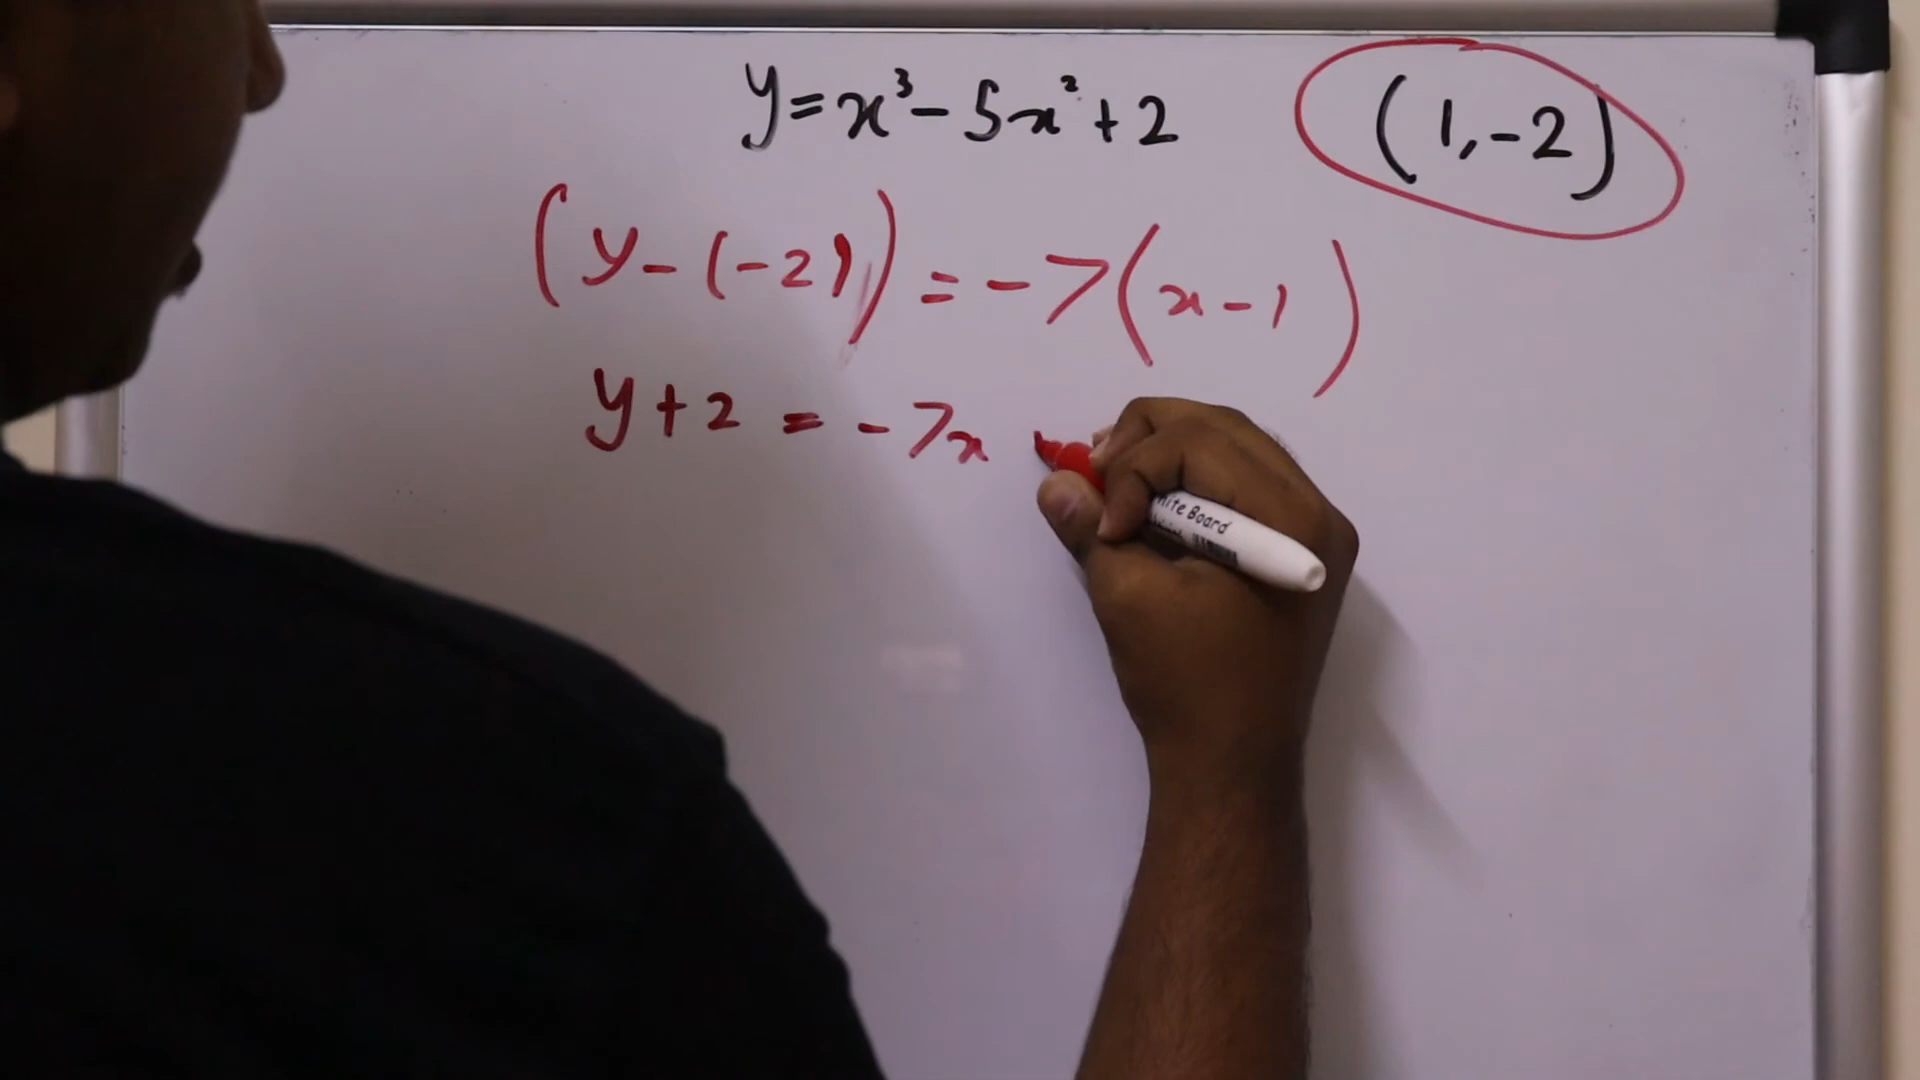 y=x³-5x²+2 (1,-2)
(y-(-2))=-7(x-1)
y+2=-7x
White Board